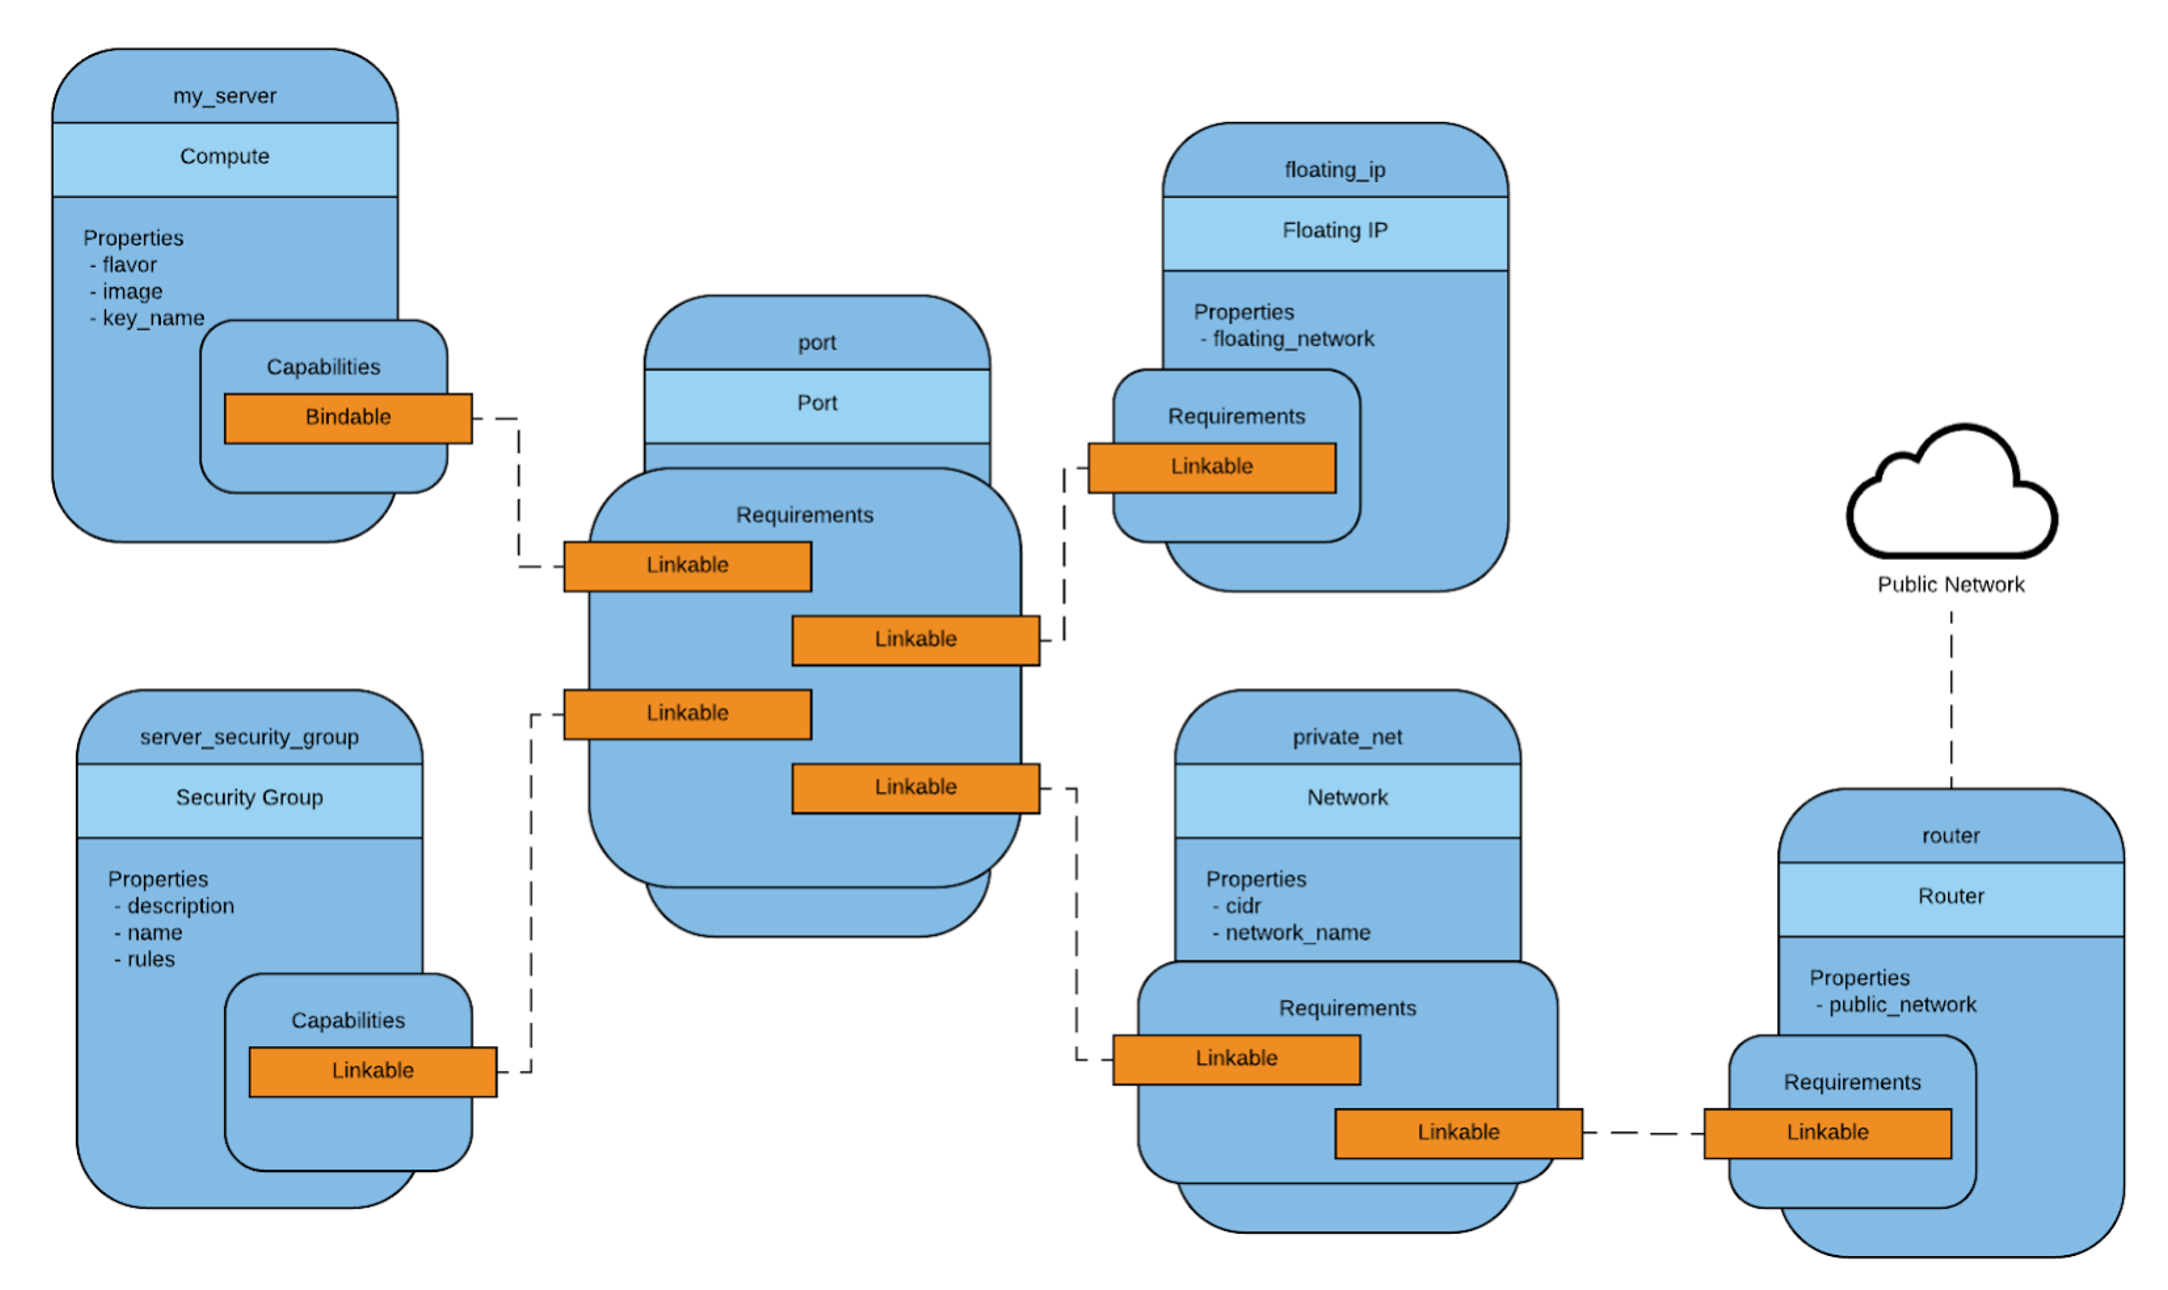 my_server
Compute
Properties
- flavor
- image
- key_name
Capabilities
Bindable
server_security_group
Security Group
Properties
- description
- name
- rules
Capabilities
Linkable
port
Port
Requirements
Linkable
Linkable
Linkable
Linkable
floating_ip
Floating IP
Properties
- floating_network
Requirements
Linkable
private_net
Network
Properties
- cidr
- network_name
Requirements
Linkable
Linkable
Public Network
router
Router
Properties
- public_network
Requirements
Linkable